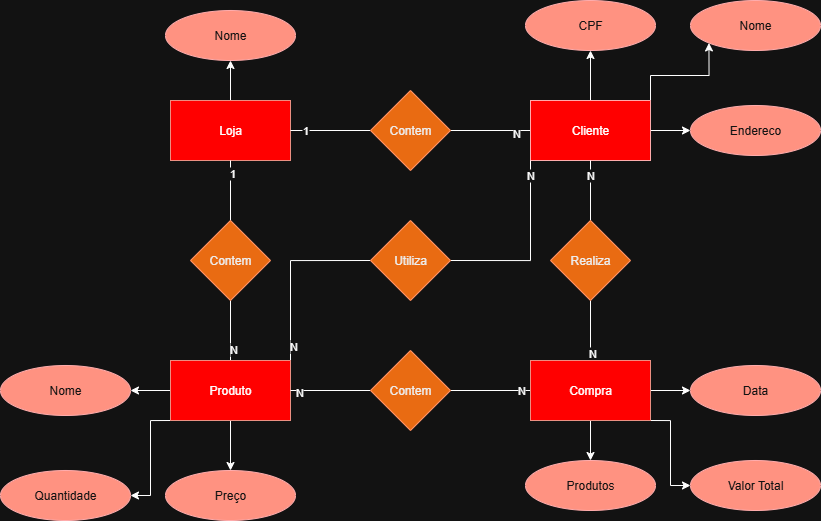 CPF
Nome
Nome
Loja
1
Contem
N
Cliente
Endereco
1
N
N
Contem
Utiliza
Realiza
N
N
N
Nome
Produto
N
Contem
N
Compra
Data
Quantidade
Preço
Produtos
Valor Total